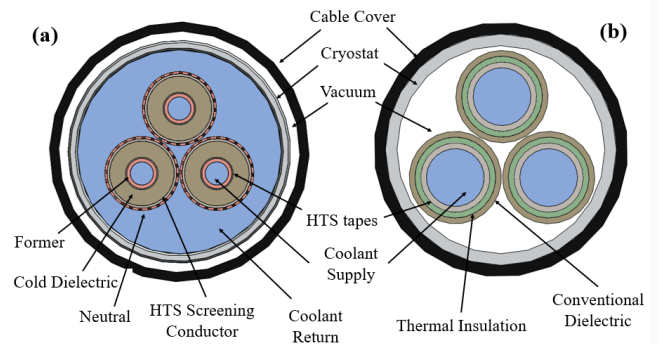 (a)
Cable Cover
(b)
Cryostat
Vacuum
Former
HTS tapes
Cold Dielectric
Coolant
Supply
Neutral
HTS Screening
Conductor
Coolant
Return
Thermal Insulation
Conventional
Dielectric